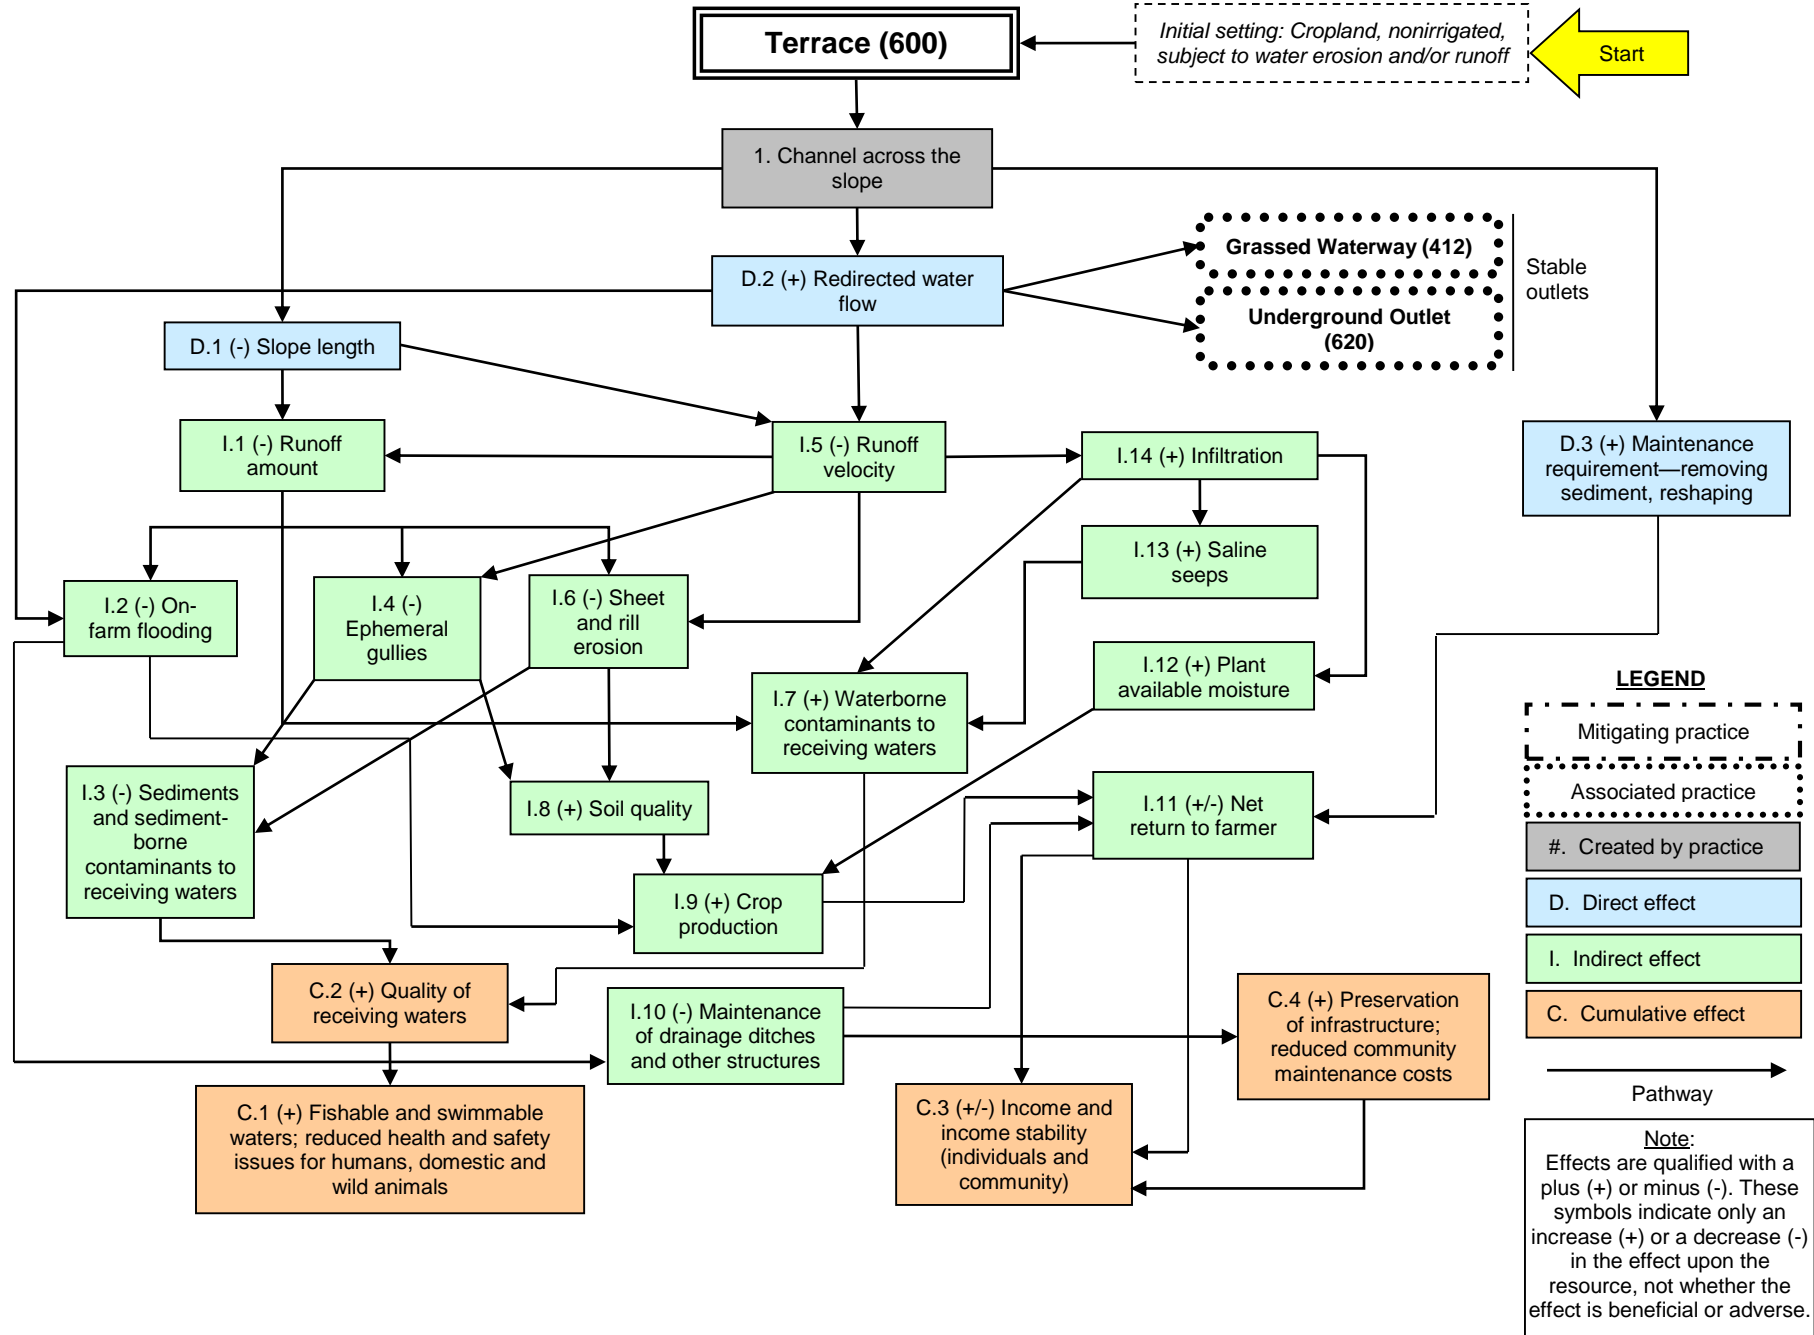 Terrace (600)
Initial setting: Cropland, nonirrigated,
subject to water erosion and/or runoff
Start
1. Channel across the
slope
D.2 (+) Redirected water
flow
Grassed Waterway (412)
Underground Outlet
(620)
Stable
outlets
D.1 (-) Slope length
I.1 (-) Runoff
amount
I.5 (-) Runoff
velocity
I.14 (+) Infiltration
D.3 (+) Maintenance
requirement—removing
sediment, reshaping
I.13 (+) Saline
seeps
I.2 (-) On-
farm flooding
I.4 (-)
Ephemeral
gullies
I.6 (-) Sheet
and rill
erosion
I.12 (+) Plant
available moisture
I.7 (+) Waterborne
contaminants to
receiving waters
I.3 (-) Sediments
and sediment-
borne
contaminants to
receiving waters
I.8 (+) Soil quality
I.11 (+/-) Net
return to farmer
I.9 (+) Crop
production
C.2 (+) Quality of
receiving waters
I.10 (-) Maintenance
of drainage ditches
and other structures
C.4 (+) Preservation
of infrastructure;
reduced community
maintenance costs
C.1 (+) Fishable and swimmable
waters; reduced health and safety
issues for humans, domestic and
wild animals
C.3 (+/-) Income and
income stability
(individuals and
community)
LEGEND
Mitigating practice
Associated practice
#. Created by practice
D. Direct effect
I. Indirect effect
C. Cumulative effect
Pathway
Note:
Effects are qualified with a
plus (+) or minus (-). These
symbols indicate only an
increase (+) or a decrease (-)
in the effect upon the
resource, not whether the
effect is beneficial or adverse.